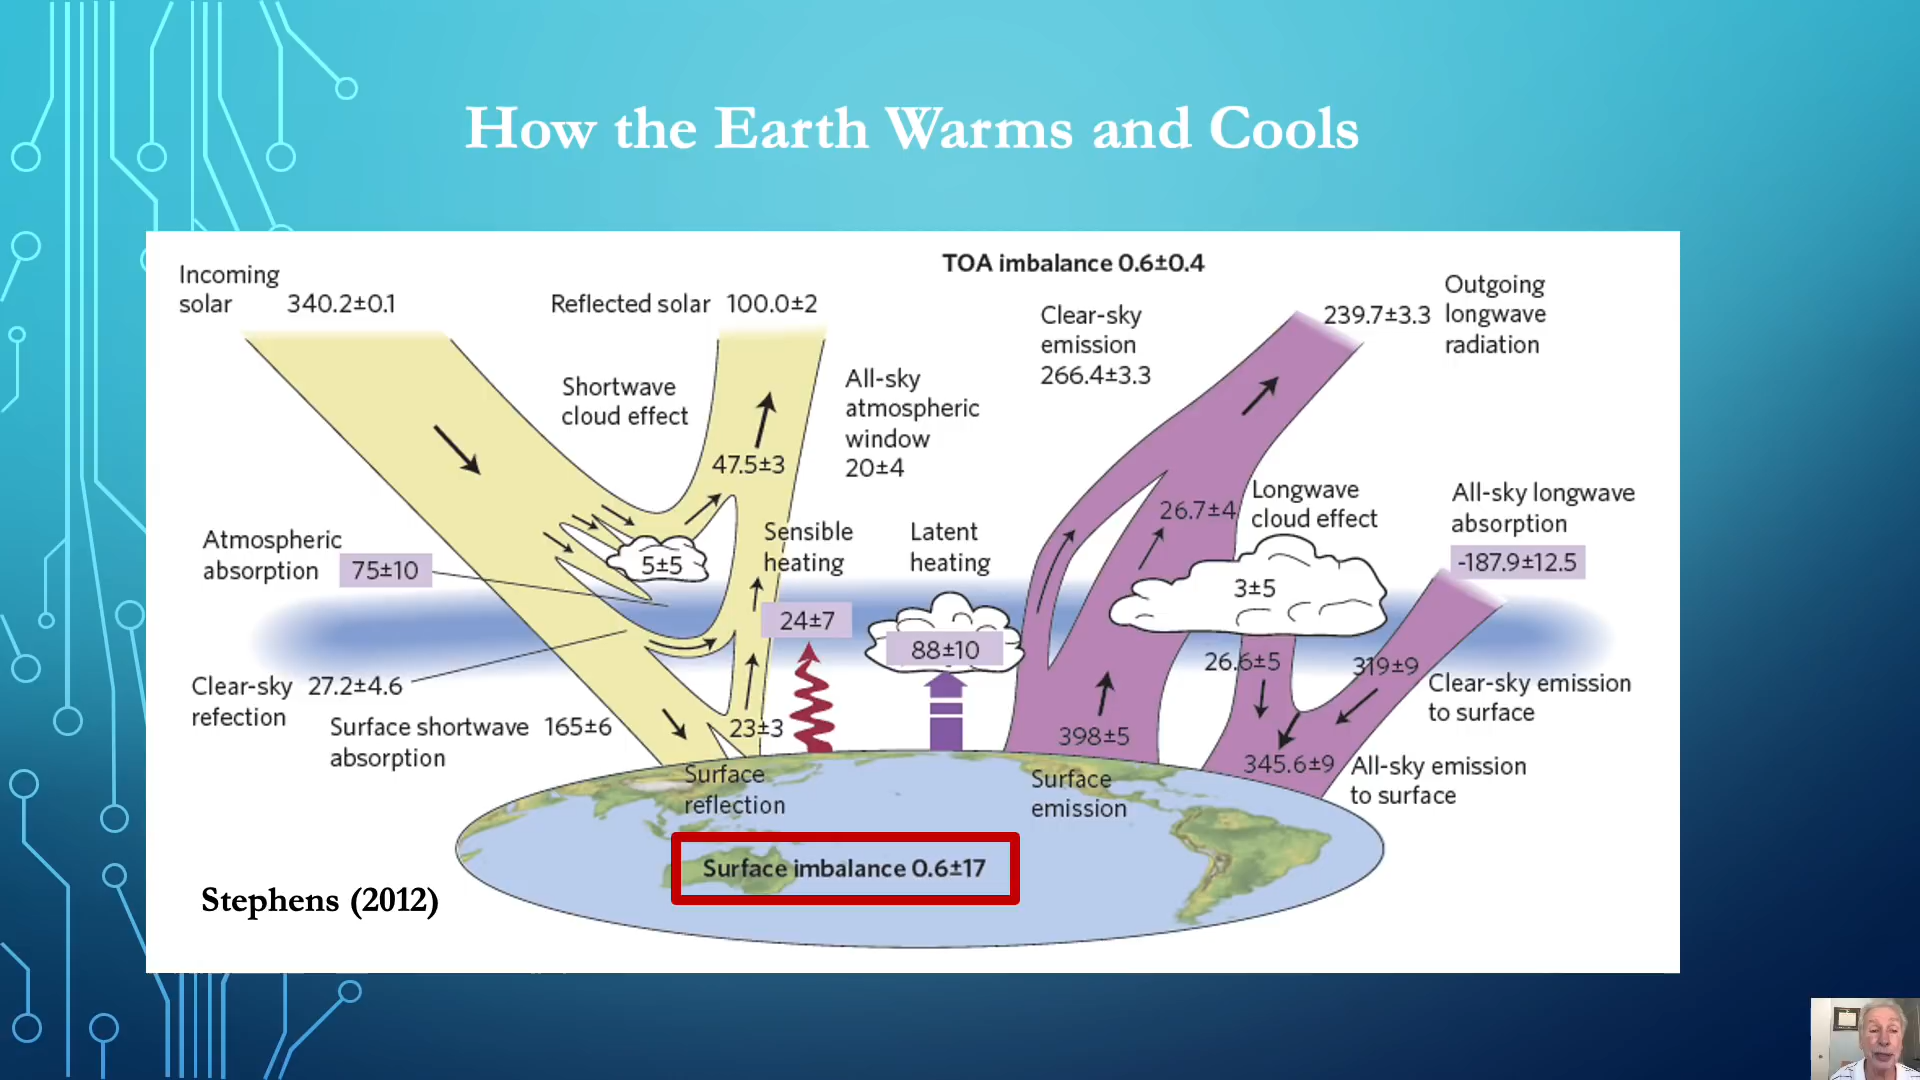 How the Earth Warms and Cools
TOA imbalance 0.6±0.4
Incoming
solar 340.2±0.1
Reflected solar 100.0±2
Outgoing
longwave
radiation
239.7±3.3
Clear-sky
emission
266.4±3.3
Shortwave
cloud effect
All-sky
atmospheric
window
20±4
47.5±3
Longwave
cloud effect
26.7±4
All-sky longwave
absorption
-187.9±12.5
Atmospheric
absorption 75±10
5±5
Sensible
heating
Latent
heating
3±5
24±7
88±10
26.6±5
319±9
Clear-sky emission
to surface
Clear-sky 27.2±4.6
refection
Surface shortwave 165±6
absorption
23±3
398±5
345.6±9
All-sky emission
to surface
Surface
reflection
Surface
emission
Surface imbalance 0.6±17
Stephens (2012)